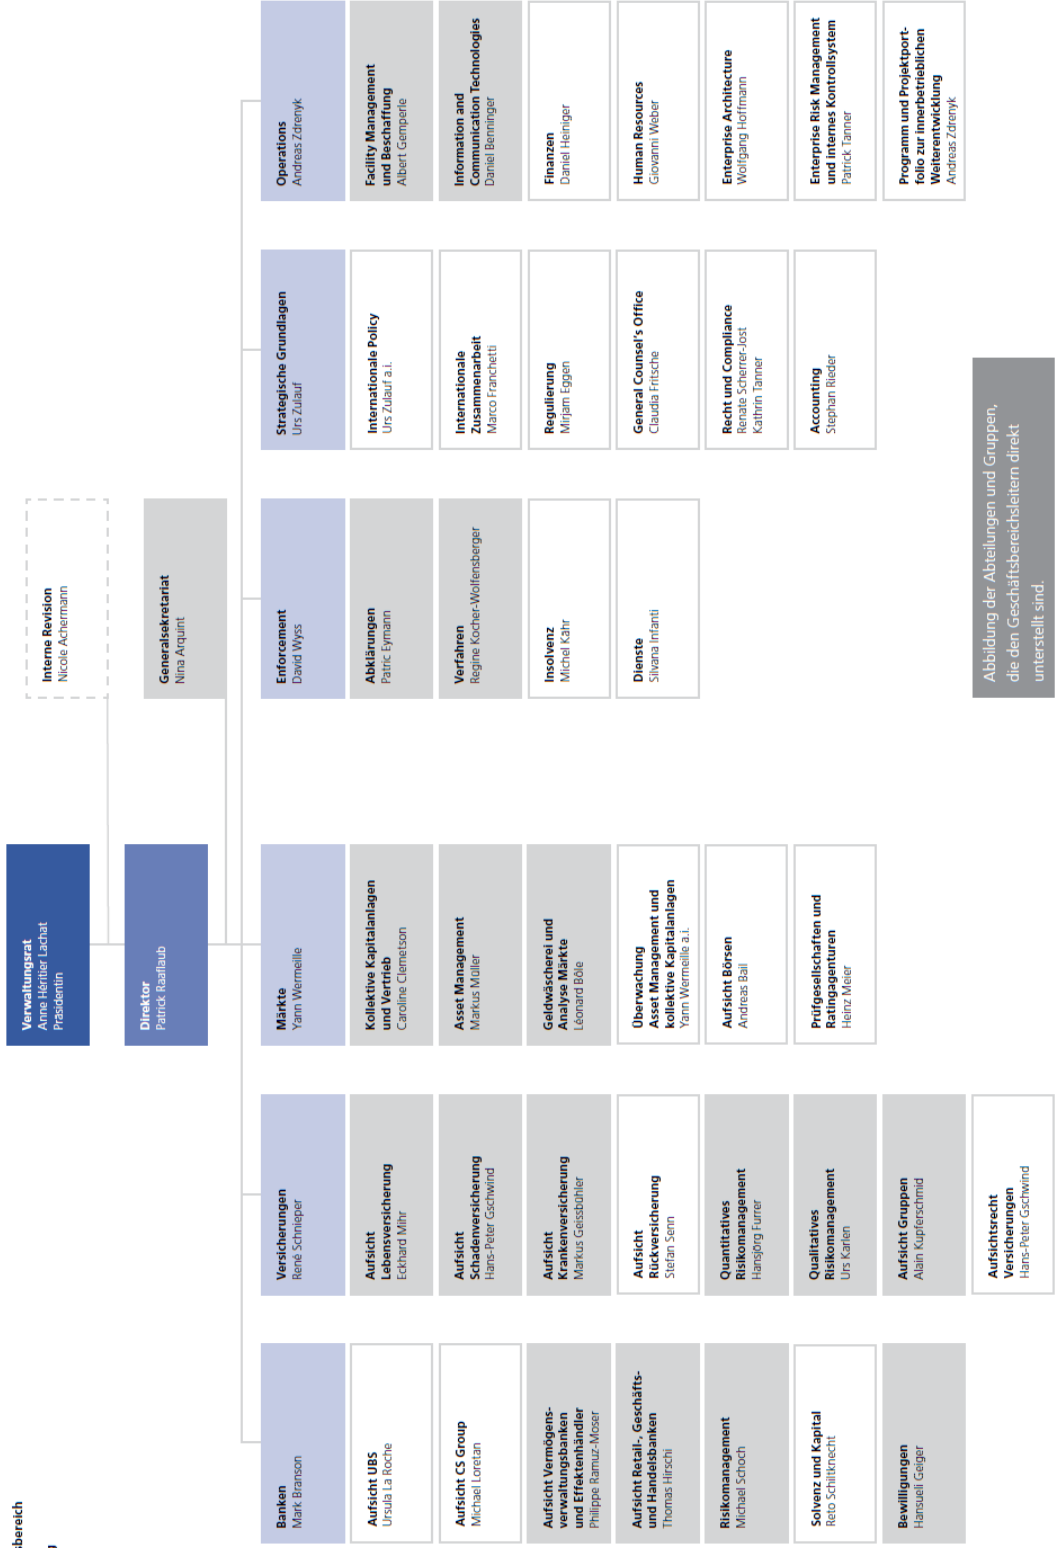 sbereich
g
Verwaltungsrat
Anne Héritier Lachat
Präsidentin
Interne Revision
Nicole Achermann
Direktor
Patrick Raaflaub
Generalsekretariat
Nina Arquint
Banken
Mark Branson
Aufsicht UBS
Ursula La Roche
Aufsicht CS Group
Michael Loretan
Aufsicht Vermögens-
verwaltungsbanken
und Effektenhändler
Philippe Ramuz-Moser
Aufsicht Retail-, Geschäfts-
und Handelsbanken
Thomas Hirschi
Risikomanagement
Michael Schoch
Solvenz und Kapital
Reto Schiltknecht
Bewilligungen
Hansueli Geiger
Versicherungen
René Schnieper
Aufsicht
Lebensversicherung
Eckhard Mihr
Aufsicht
Schadenversicherung
Hans-Peter Gschwind
Aufsicht
Krankenversicherung
Markus Geissbühler
Aufsicht
Rückversicherung
Stefan Senn
Quantitatives
Risikomanagement
Hansjörg Furrer
Qualitatives
Risikomanagement
Urs Karlen
Aufsicht Gruppen
Alain Kupferschmid
Aufsichtsrecht
Versicherungen
Hans-Peter Gschwind
Märkte
Yann Wermeille
Kollektive Kapitalanlagen
und Vertrieb
Caroline Clemetson
Asset Management
Markus Müller
Geldwäscherei und
Analyse Märkte
Léonard Bôle
Überwachung
Asset Management und
kollektive Kapitalanlagen
Yann Wermeille a.i.
Aufsicht Börsen
Andreas Bail
Prüfgesellschaften und
Ratingagenturen
Heinz Meier
Enforcement
David Wyss
Abklärungen
Patric Eymann
Verfahren
Regine Kocher-Wolfensberger
Insolvenz
Michel Kähr
Dienste
Silvana Infanti
Strategische Grundlagen
Urs Zulauf
Internationale Policy
Urs Zulauf a.i.
Internationale
Zusammenarbeit
Marco Franchetti
Regulierung
Mirjam Eggen
General Counsel's Office
Claudia Fritsche
Recht und Compliance
Renate Scherrer-Jost
Kathrin Tanner
Accounting
Stephan Rieder
Operations
Andreas Zdrenyk
Facility Management
und Beschaffung
Albert Gemperle
Information and
Communication Technologies
Daniel Benninger
Finanzen
Daniel Heiniger
Human Resources
Giovanni Weber
Enterprise Architecture
Wolfgang Hoffmann
Enterprise Risk Management
und internes Kontrollsystem
Patrick Tanner
Programm und Projektport-
folio zur innerbetrieblichen
Weiterentwicklung
Andreas Zdrenyk
Abbildung der Abteilungen und Gruppen,
die den Geschäftsbereichsleitern direkt
unterstellt sind.